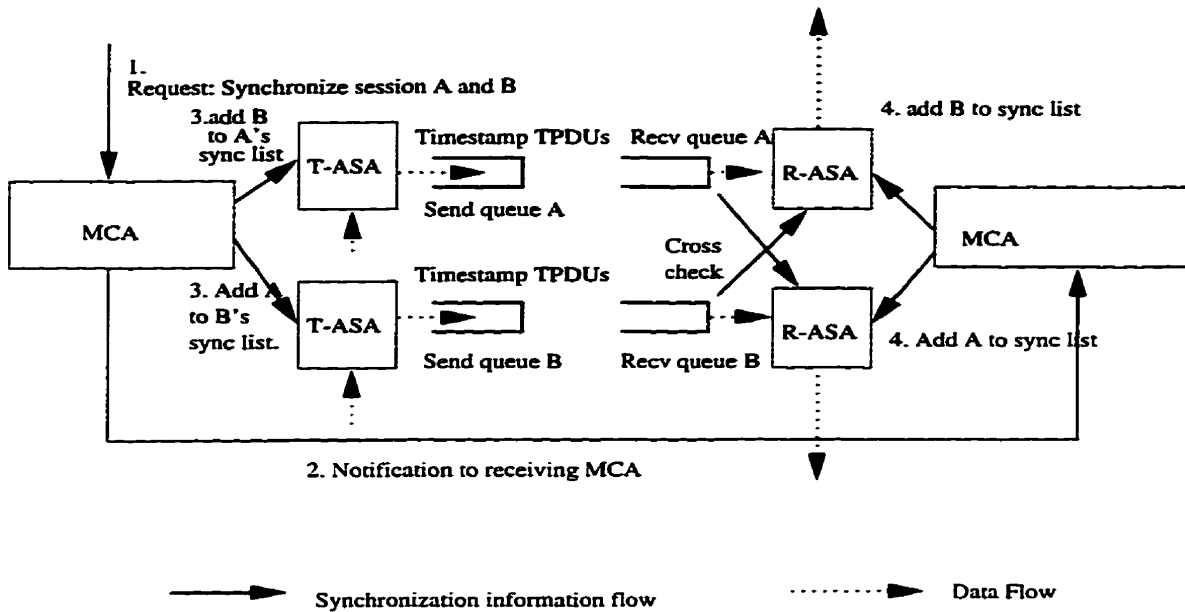 1.
Request: Synchronize session A and B
3.add B
to A's
sync list
T-ASA
Timestamp TPDUs
Send queue A
Recv queue A
R-ASA
4. add B to sync list
MCA
Cross
check
MCA
3. Add A
to B's
sync list.
T-ASA
Timestamp TPDUs
Send queue B
Recv queue B
R-ASA
4. Add A to sync list
2. Notification to receiving MCA
Synchronization information flow
Data Flow